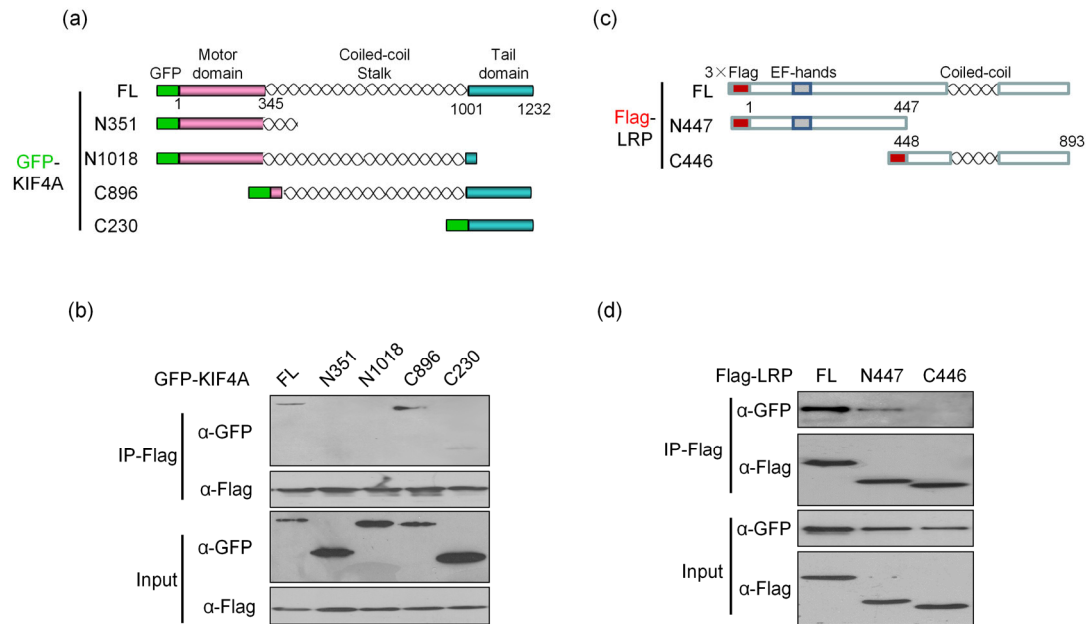 (a)
GFP
Motor
domain
Coiled-coil
Stalk
Tail
domain
FL
1
345
1001
1232
N351
N1018
C896
C230
GFP-
KIF4A
(c)
3×Flag
EF-hands
Coiled-coil
FL
1
447
N447
448
893
C446
Flag-
LRP
(b)
GFP-KIF4A
FL
N351
N1018
C896
C230
IP-Flag
α-GFP
α-Flag
Input
α-GFP
α-Flag
(d)
Flag-LRP
FL
N447
C446
IP-Flag
α-GFP
α-Flag
Input
α-GFP
α-Flag